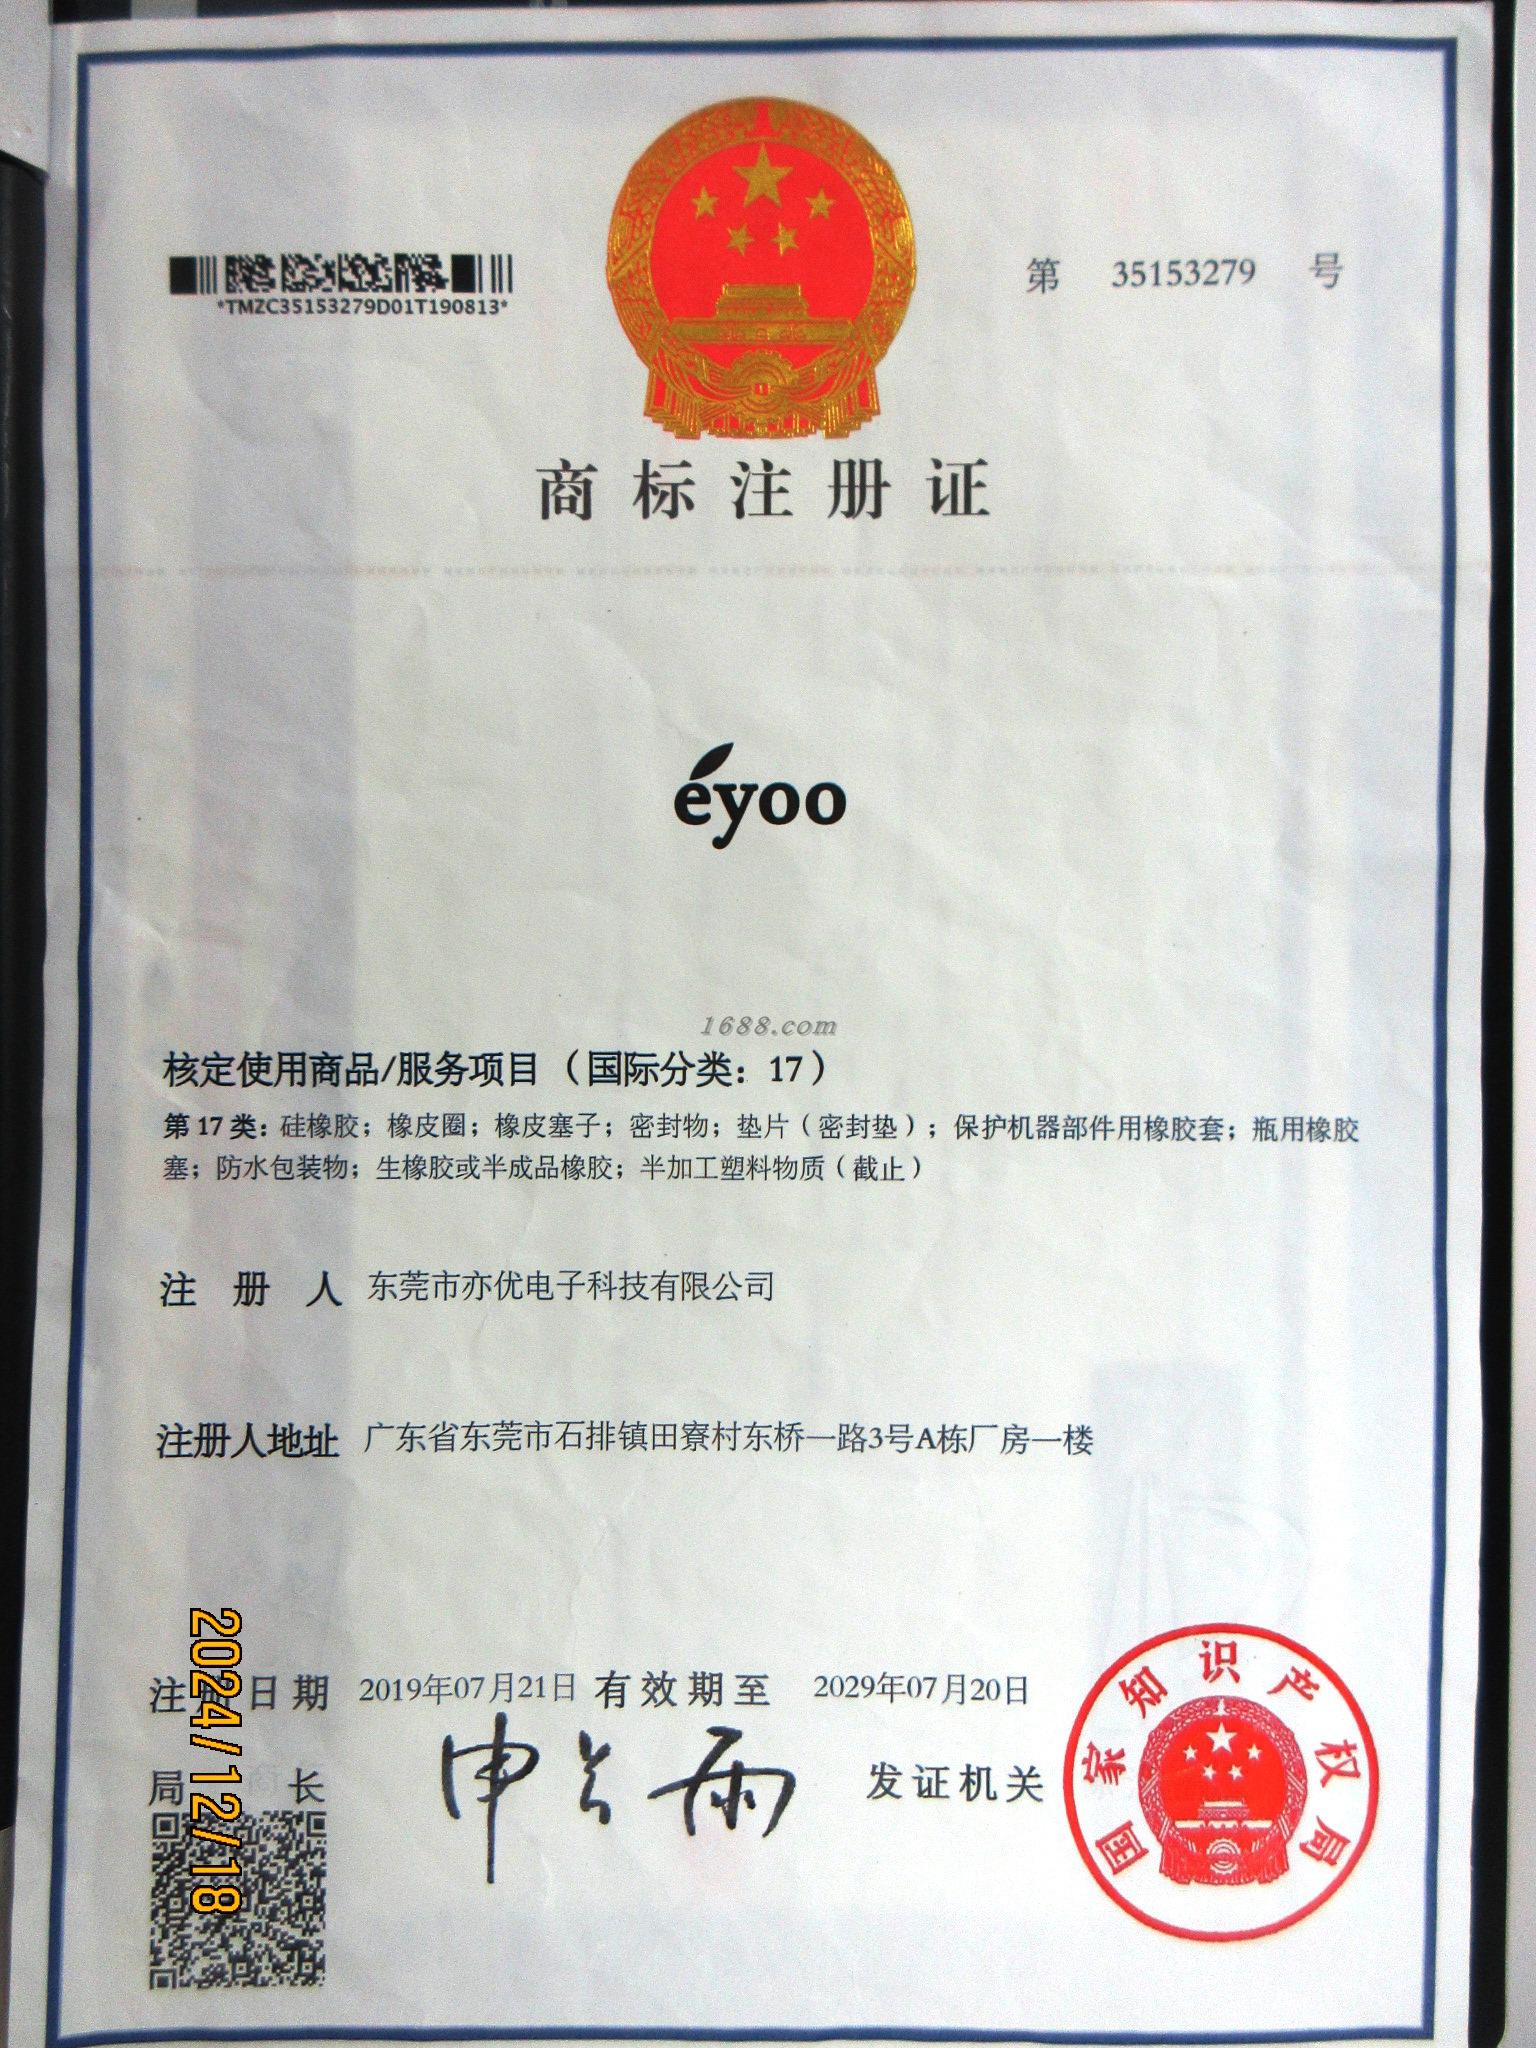 *TMZC35153279D01T190813*
第 35153279 号
商标注册证
eyoo
1688.com
核定使用商品/服务项目（国际分类：17）
第 17 类：硅橡胶；橡皮圈；橡皮塞子；密封物；垫片（密封垫）；保护机器部件用橡胶套；瓶用橡胶
塞；防水包装物；生橡胶或半成品橡胶；半加工塑料物质（截止）
注册人 东莞市亦优电子科技有限公司
注册人地址 广东省东莞市石排镇田寮村东桥一路3号A栋厂房一楼
注册日期 2019年07月21日 有效期至 2029年07月20日
局长 申长雨 发证机关
国家知识产权局
2024/12/18